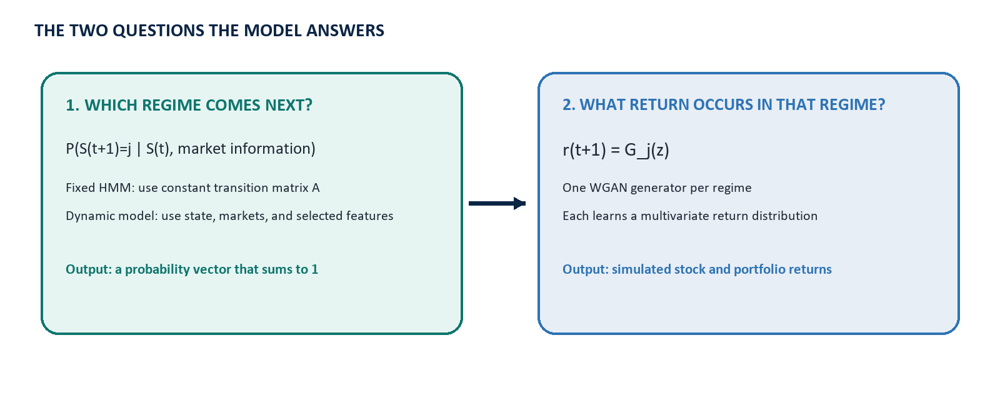 THE TWO QUESTIONS THE MODEL ANSWERS
1. WHICH REGIME COMES NEXT?
P(S(t+1)=j | S(t), market information)
Fixed HMM: use constant transition matrix A
Dynamic model: use state, markets, and selected features
Output: a probability vector that sums to 1
2. WHAT RETURN OCCURS IN THAT REGIME?
r(t+1) = G_j(z)
One WGAN generator per regime
Each learns a multivariate return distribution
Output: simulated stock and portfolio returns